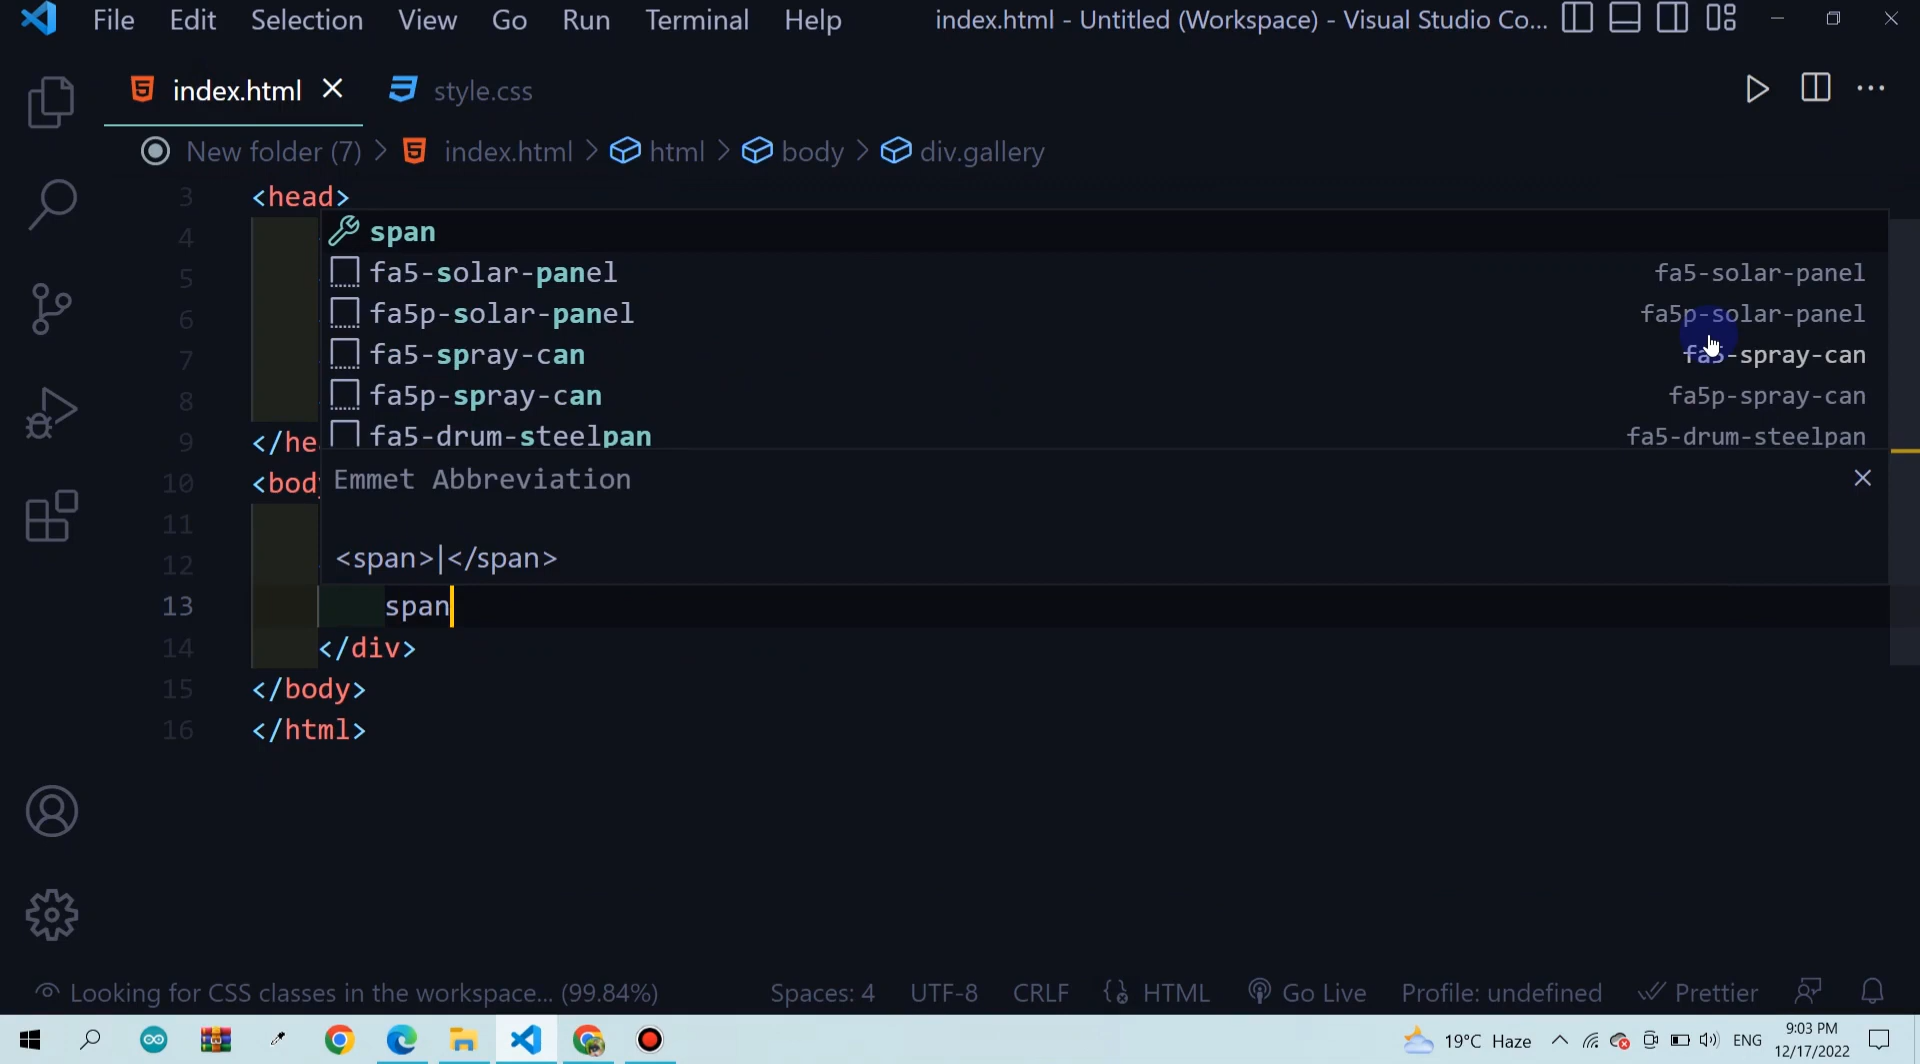 File Edit Selection View Go Run Terminal Help index.html - Untitled (Workspace) - Visual Studio Co...
index.html style.css
New folder (7) > index.html > html > body > div.gallery
3 <head>
4
5
6
7
8
9 </he
10 <bod
11
12
13 span
14 </div>
15 </body>
16 </html>
span
fa5-solar-panel fa5-solar-panel
fa5p-solar-panel fa5p-solar-panel
fa5-spray-can fa5-spray-can
fa5p-spray-can fa5p-spray-can
fa5-drum-steelpan fa5-drum-steelpan
Emmet Abbreviation
<span>|</span>
Looking for CSS classes in the workspace... (99.84%) Spaces: 4 UTF-8 CRLF HTML Go Live Profile: undefined Prettier
19°C Haze ENG 9:03 PM
12/17/2022